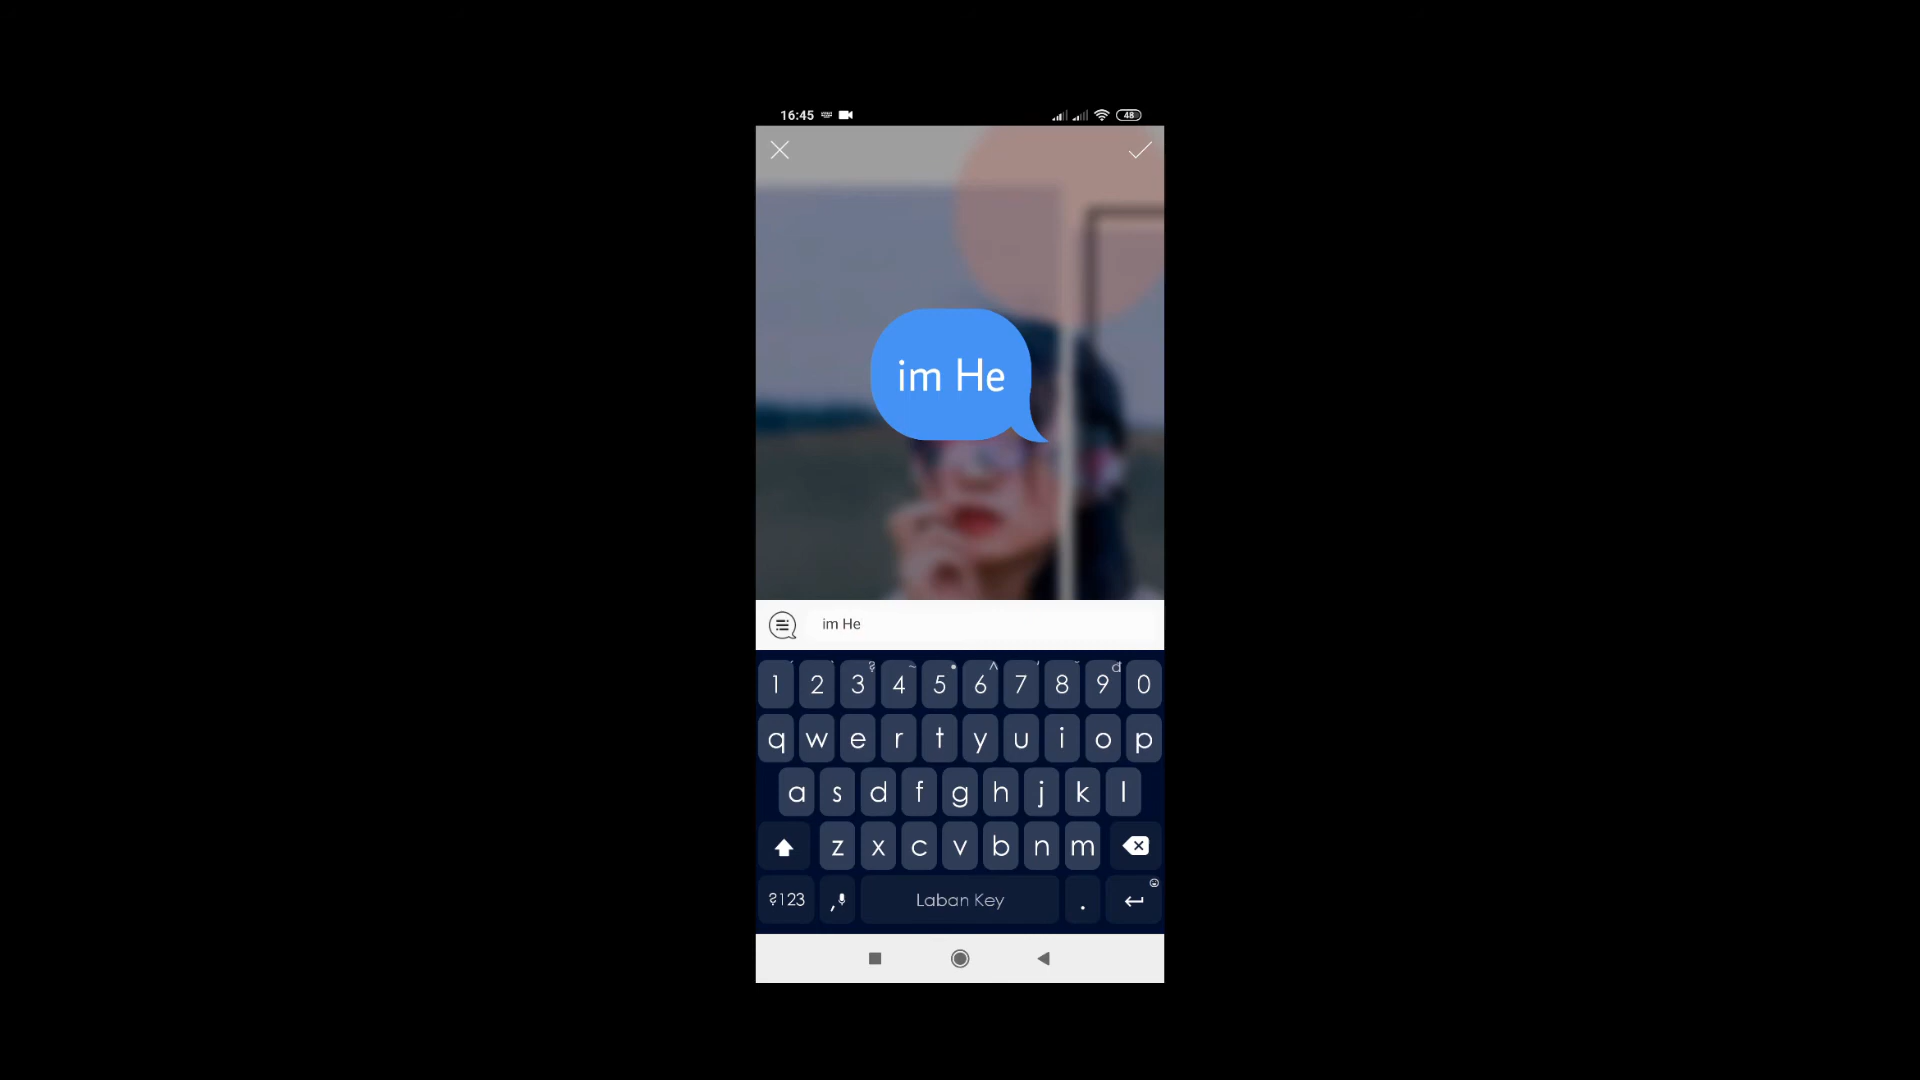 16:45 48
im He
im He
1 2 3 4 5 6 7 8 9 0
q w e r t y u i o p
a s d f g h j k l
z x c v b n m
?123 , Laban Key .